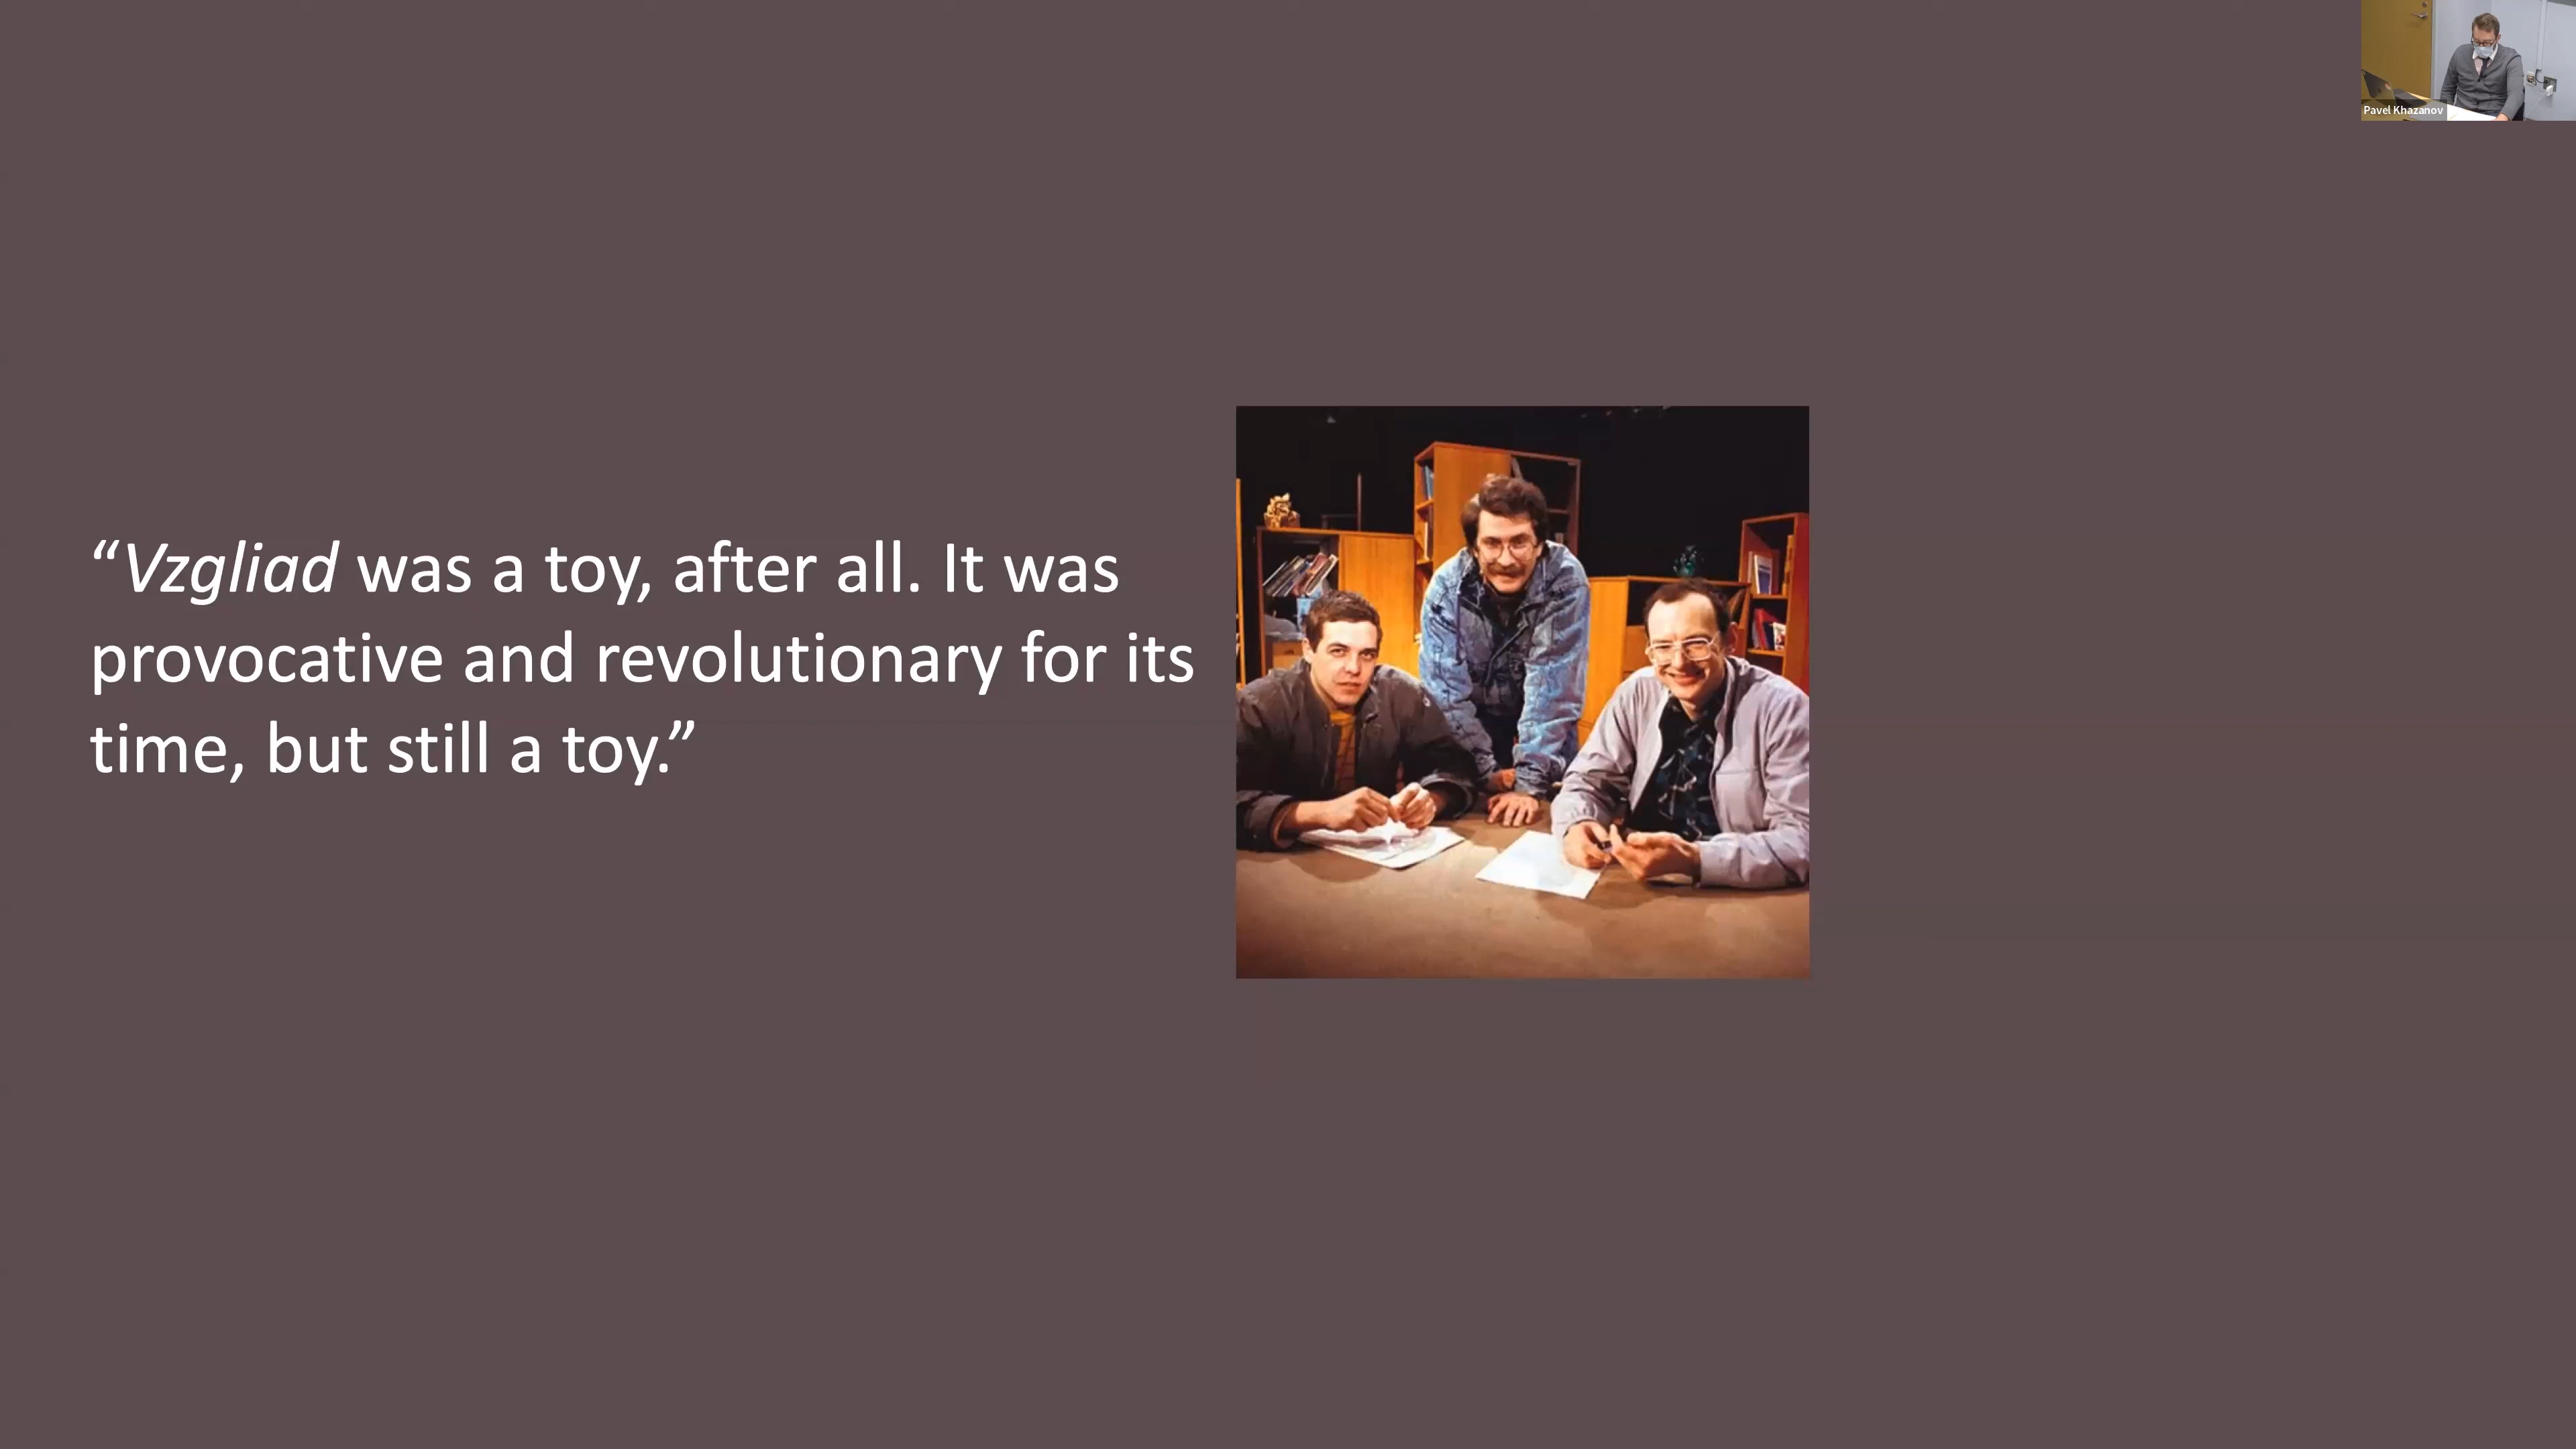 Pavel Khazanov
“Vzgliad was a toy, after all. It was
provocative and revolutionary for its
time, but still a toy.”